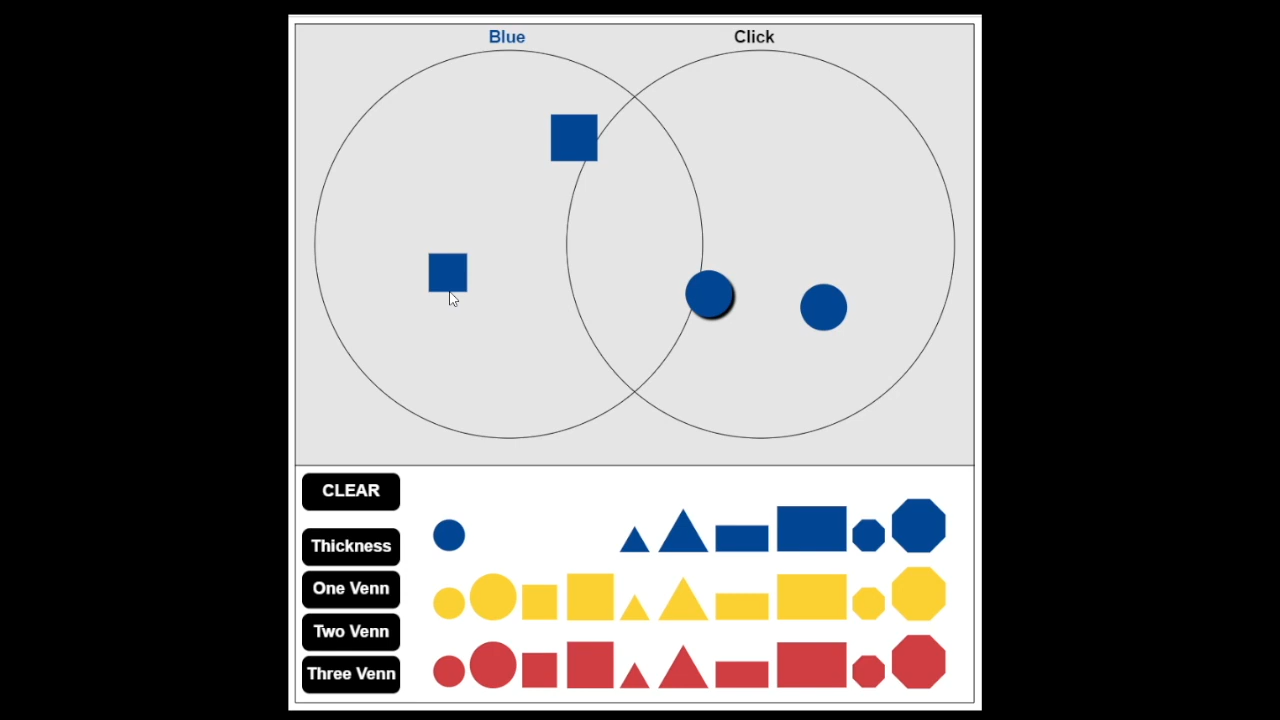 Blue
Click
CLEAR
Thickness
One Venn
Two Venn
Three Venn